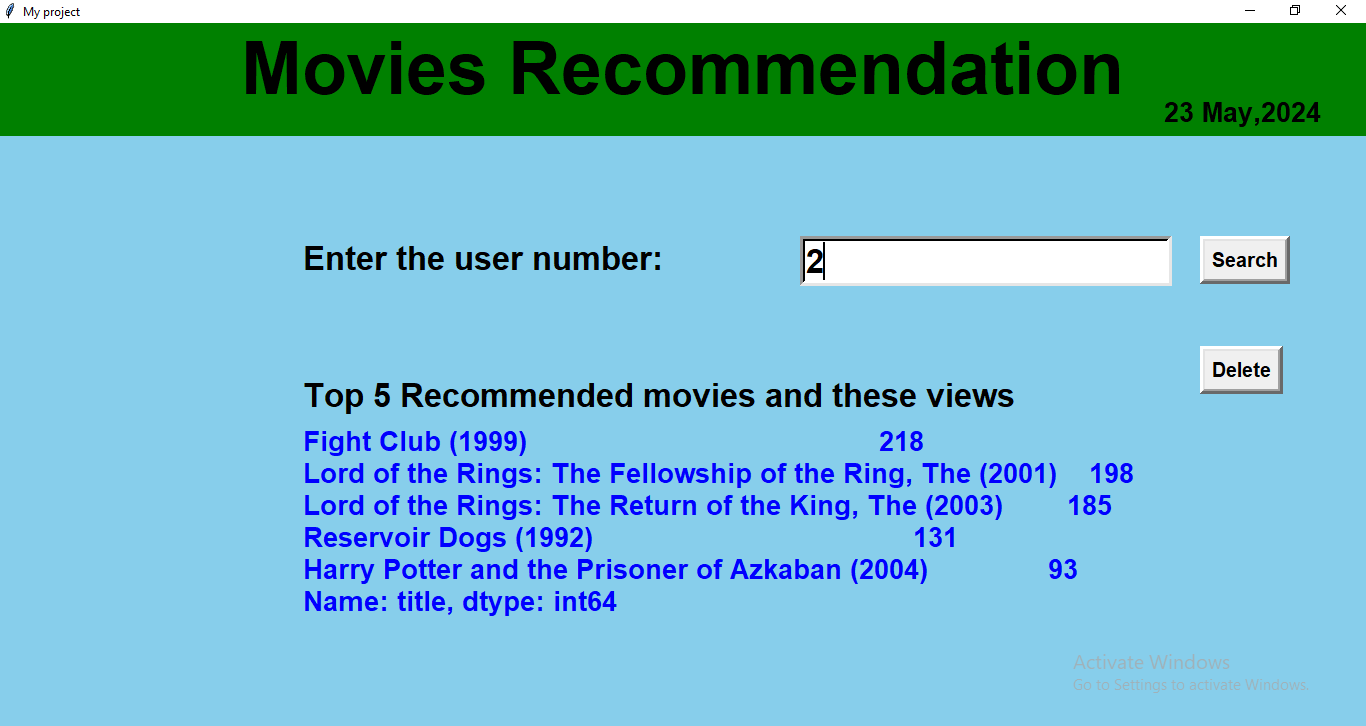 My project
Movies Recommendation
23 May,2024
Enter the user number:
2
Search
Delete
Top 5 Recommended movies and these views
Fight Club (1999) 218
Lord of the Rings: The Fellowship of the Ring, The (2001) 198
Lord of the Rings: The Return of the King, The (2003) 185
Reservoir Dogs (1992) 131
Harry Potter and the Prisoner of Azkaban (2004) 93
Name: title, dtype: int64
Activate Windows
Go to Settings to activate Windows.